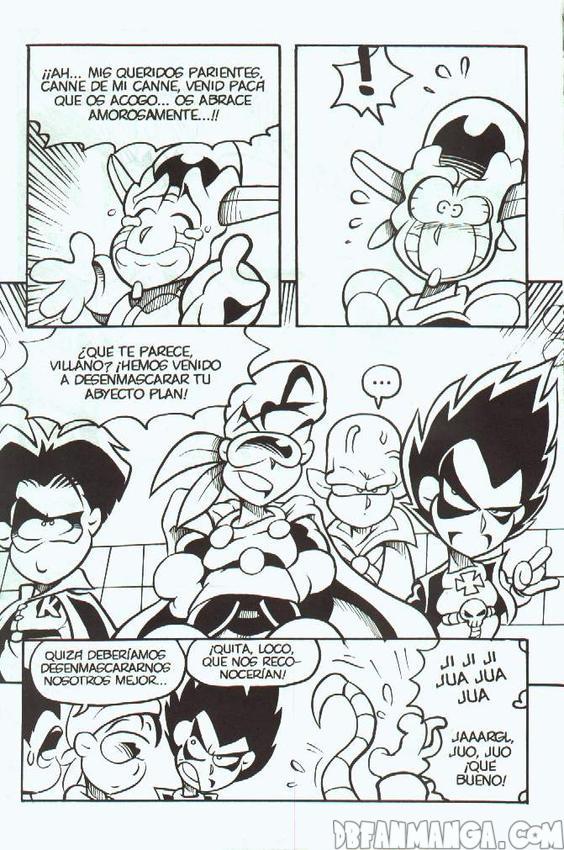 ¡¡AH... MIS QUERIDOS PARIENTES,
CANNE DE MI CANNE, VENID PACÁ
QUE OS ACOGO... OS ABRACE
AMOROSAMENTE...!!
!
¿QUÉ TE PARECE,
VILLANO? ¡HEMOS VENIDO
A DESENMASCARAR TU
ABYECTO PLAN!
...
K
QUIZÁ DEBERÍAMOS
DESENMASCARARNOS
NOSOTROS MEJOR...
¡QUITA, LOCO,
QUE NOS RECO-
NOCERÍAN!
JI JI JI
JUA JUA
JUA
JAAARGL,
JUO, JUO
¡QUÉ
BUENO!
DBFANMANGA.COM